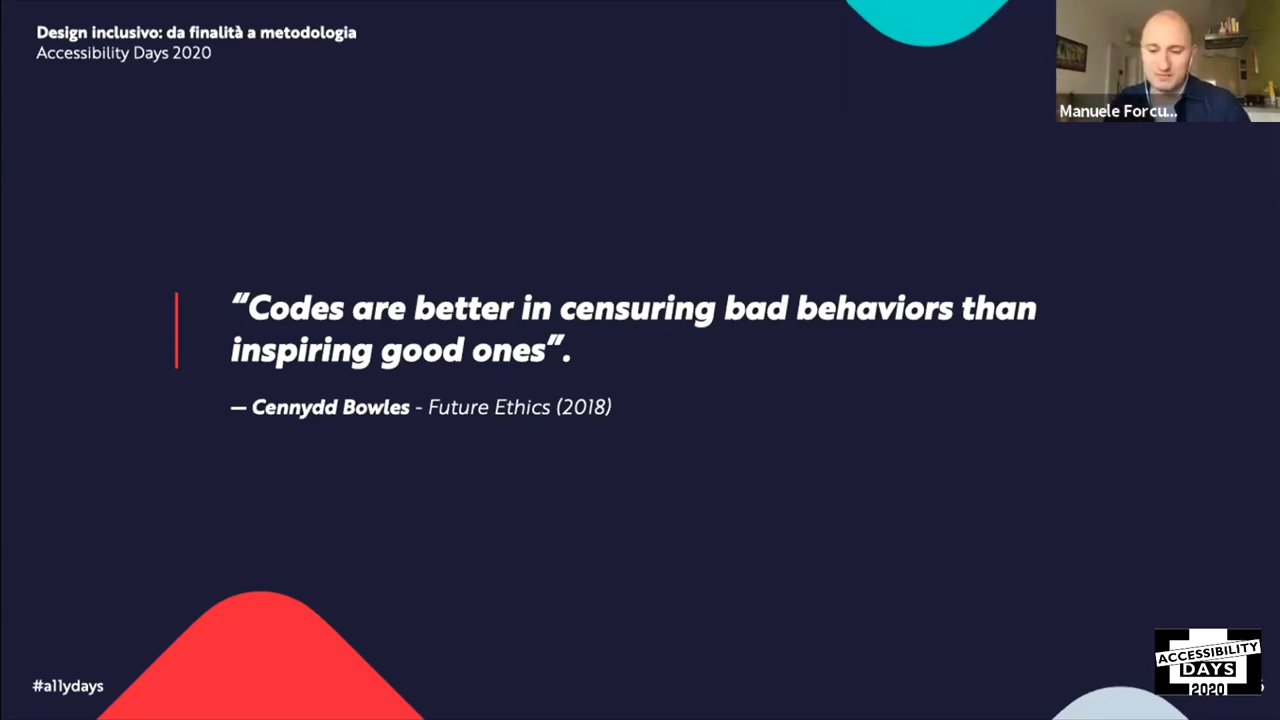 Design inclusivo: da finalità a metodologia
Accessibility Days 2020
Manuele Forcu...
“Codes are better in censuring bad behaviors than
inspiring good ones”.
— Cennydd Bowles - Future Ethics (2018)
#a11ydays
ACCESSIBILITY
DAYS
2020